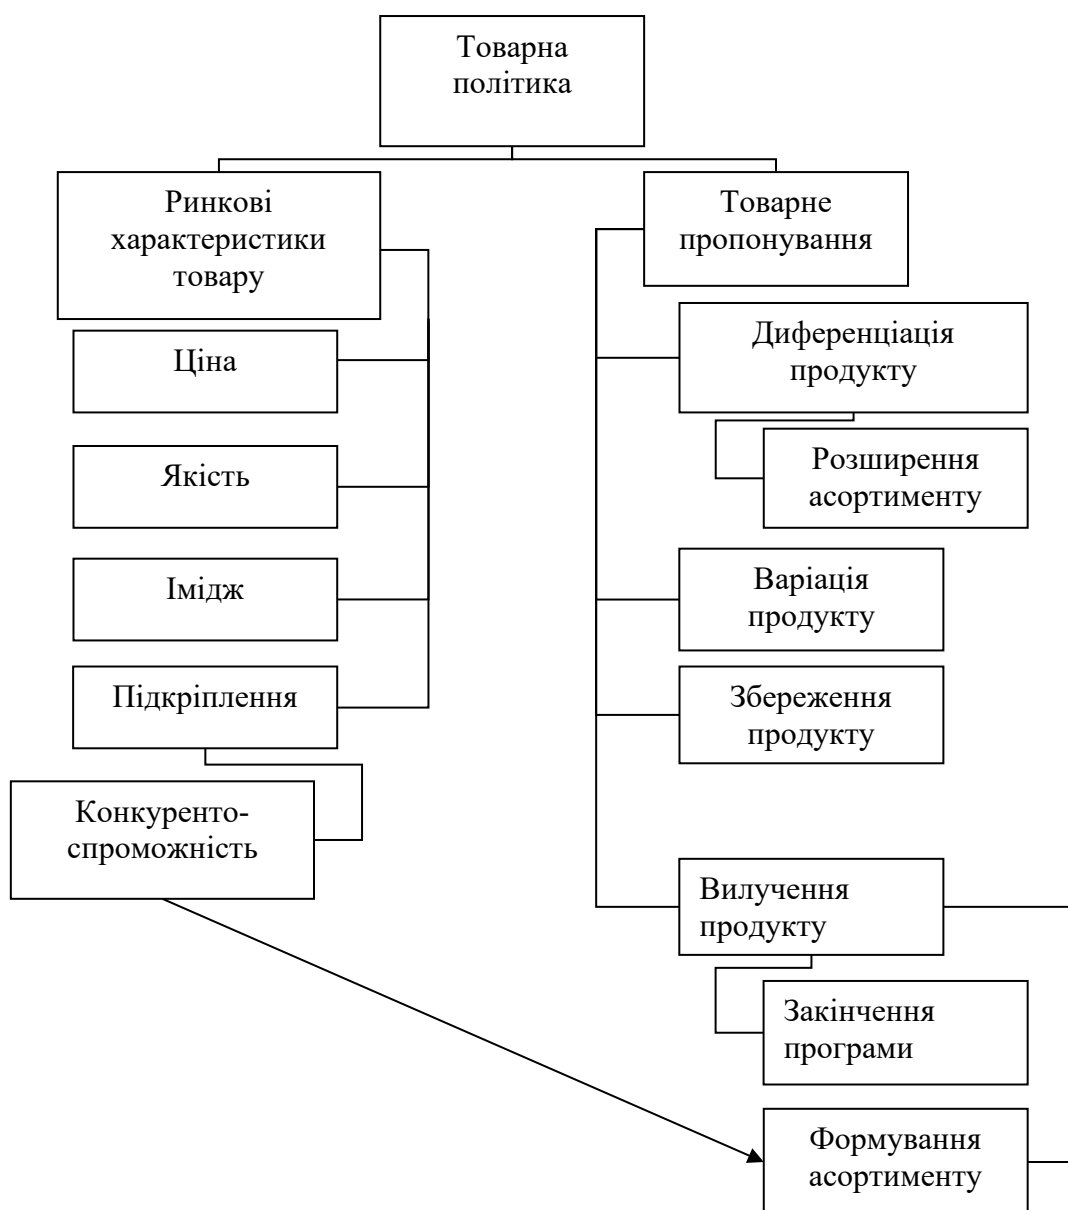 Товарна
політика
Ринкові
характеристики
товару
Ціна
Якість
Імідж
Підкріплення
Конкуренто-
спроможність
Товарне
пропонування
Диференціація
продукту
Розширення
асортименту
Варіація
продукту
Збереження
продукту
Вилучення
продукту
Закінчення
програми
Формування
асортименту